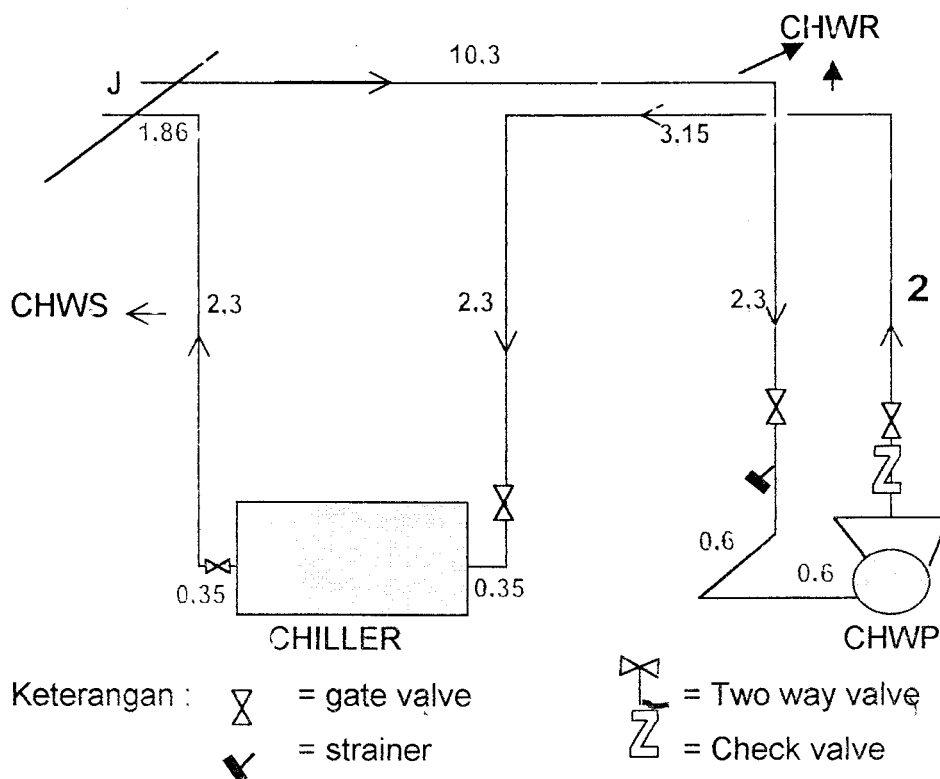 CHWR
10.3
J
1.86
3.15
CHWS
2.3
2.3
2.3
2
0.6
0.6
0.35
0.35
CHILLER
CHWP
Keterangan :
= gate valve
= Two way valve
= strainer
Z = Check valve